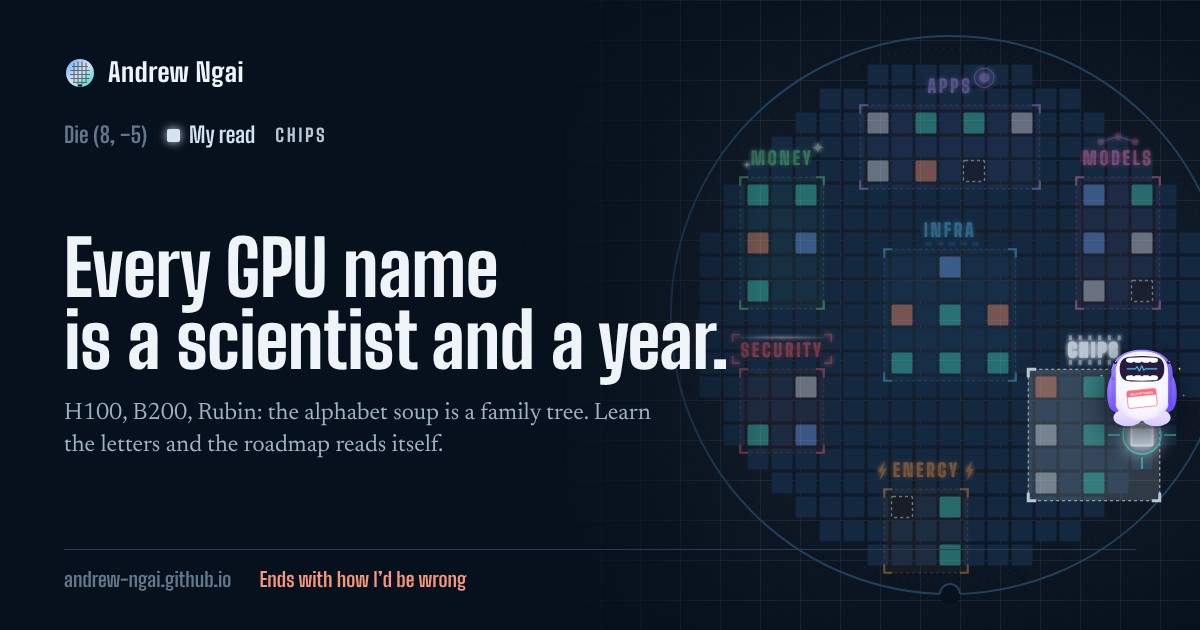 Andrew Ngai
Die (8, −5) My read CHIPS
Every GPU name
is a scientist and a year.
H100, B200, Rubin: the alphabet soup is a family tree. Learn
the letters and the roadmap reads itself.
andrew-ngai.github.io Ends with how I’d be wrong
APPS
MONEY
MODELS
INFRA
SECURITY
CHIPS
ENERGY